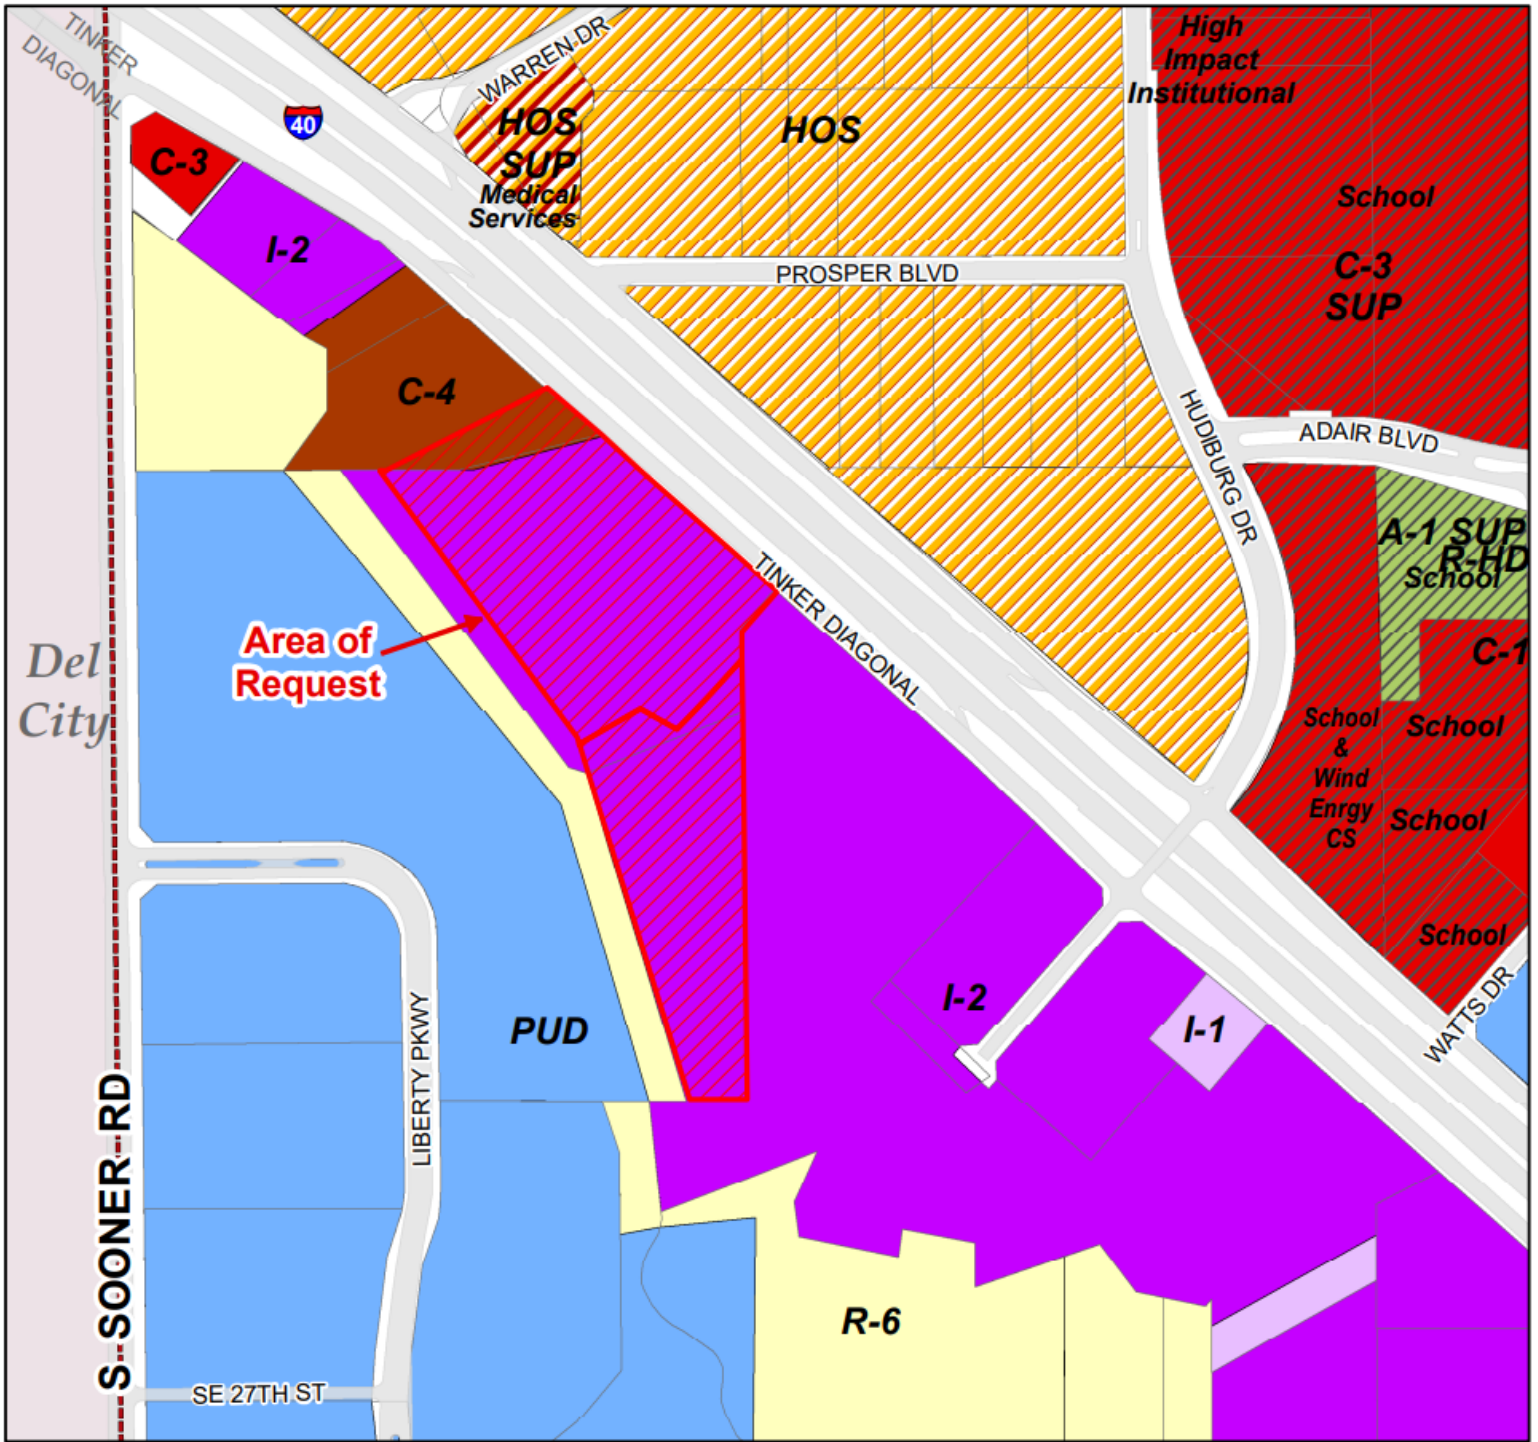 TINKER
DIAGONAL
40
WARREN DR
High
Impact
Institutional
C-3
HOS
SUP
Medical
Services
HOS
School
I-2
PROSPER BLVD
C-3
SUP
C-4
HUDIBURG DR
ADAIR BLVD
A-1 SUP
R-HD
School
TINKER DIAGONAL
Area of
Request
Del
City
C-1
School
&
Wind
Enrgy
CS
School
School
School
I-2
PUD
I-1
WATTS DR
LIBERTY PKWY
S SOONER RD
R-6
SE 27TH ST